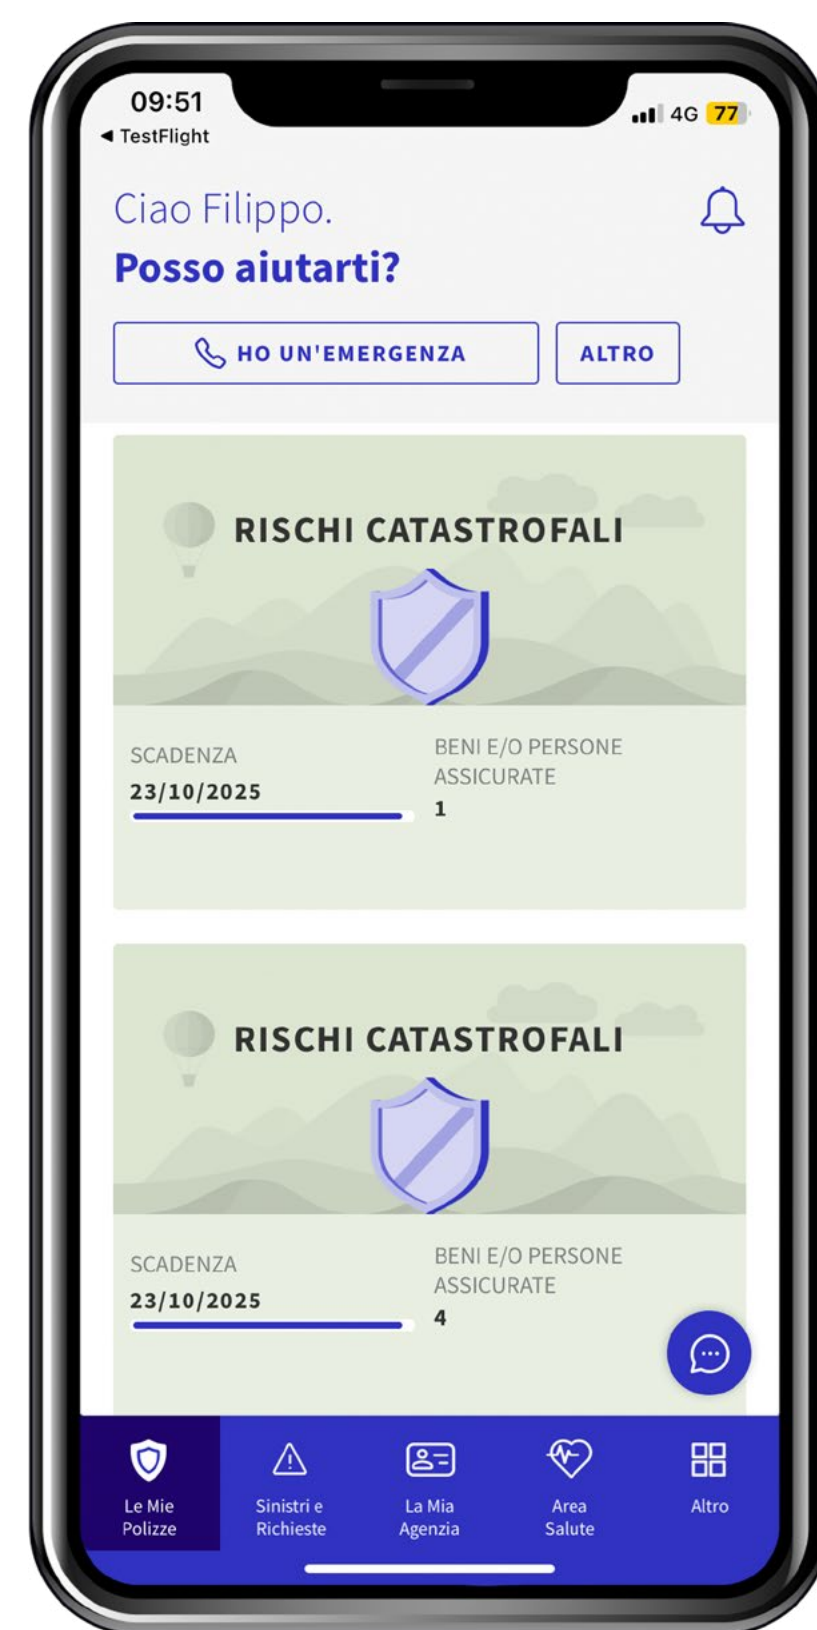 09:51
4G 77
◀ TestFlight
Ciao Filippo.
Posso aiutarti?
HO UN'EMERGENZA
ALTRO
RISCHI CATASTROFALI
SCADENZA
23/10/2025
BENI E/O PERSONE
ASSICURATE
1
RISCHI CATASTROFALI
SCADENZA
23/10/2025
BENI E/O PERSONE
ASSICURATE
4
Le Mie
Polizze
Sinistri e
Richieste
La Mia
Agenzia
Area
Salute
Altro